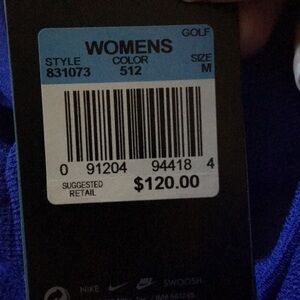 GOLF
WOMENS
STYLE COLOR SIZE
831073 512 M
0 91204 94418 4
SUGGESTED
RETAIL
$120.00
NIKE SWOOSH